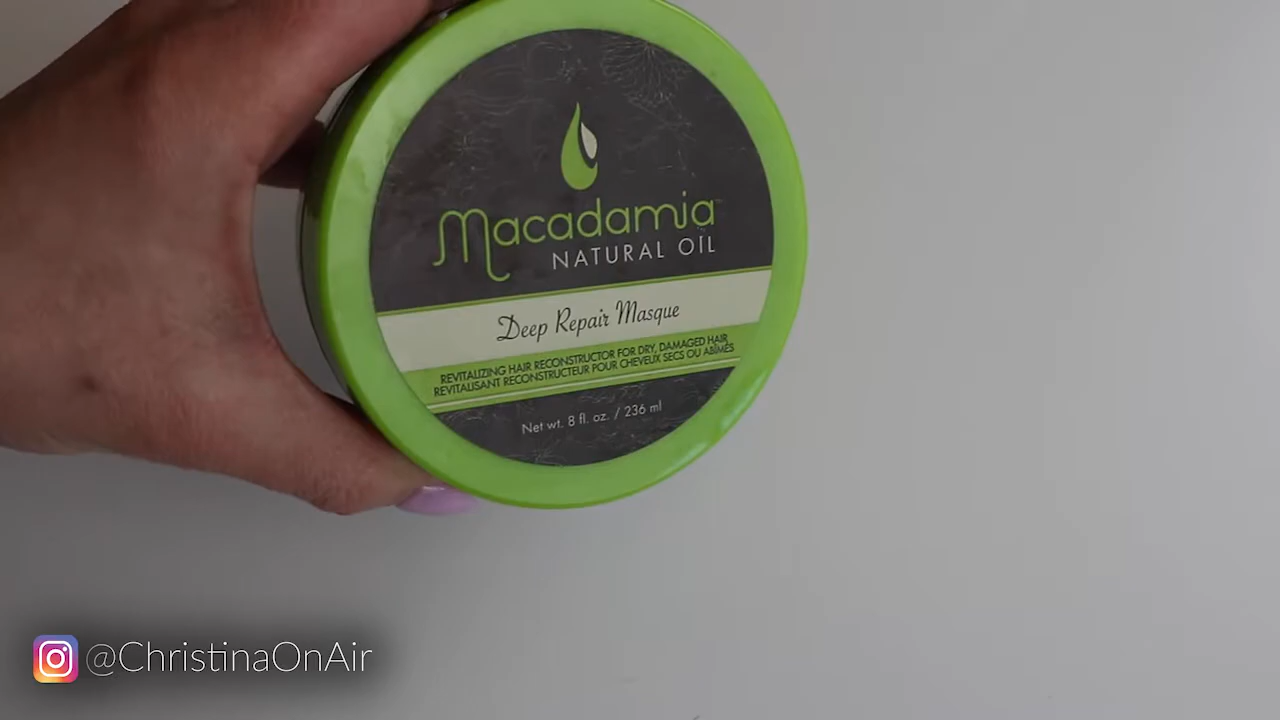 Macadamia
NATURAL OIL
Deep Repair Masque
REVITALIZING HAIR RECONSTRUCTOR FOR DRY, DAMAGED HAIR
REVITALISANT RECONSTRUCTEUR POUR CHEVEUX SECS OU ABÎMÉS
Net wt. 8 fl. oz. / 236 ml
@ChristinaOnAir